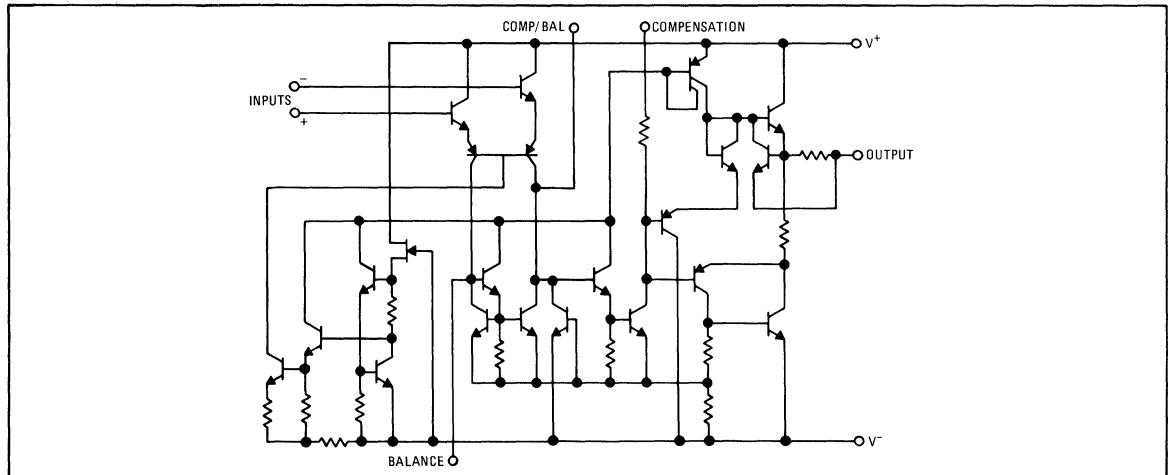 COMP/BAL
COMPENSATION
V+
−
INPUTS
+
OUTPUT
V−
BALANCE